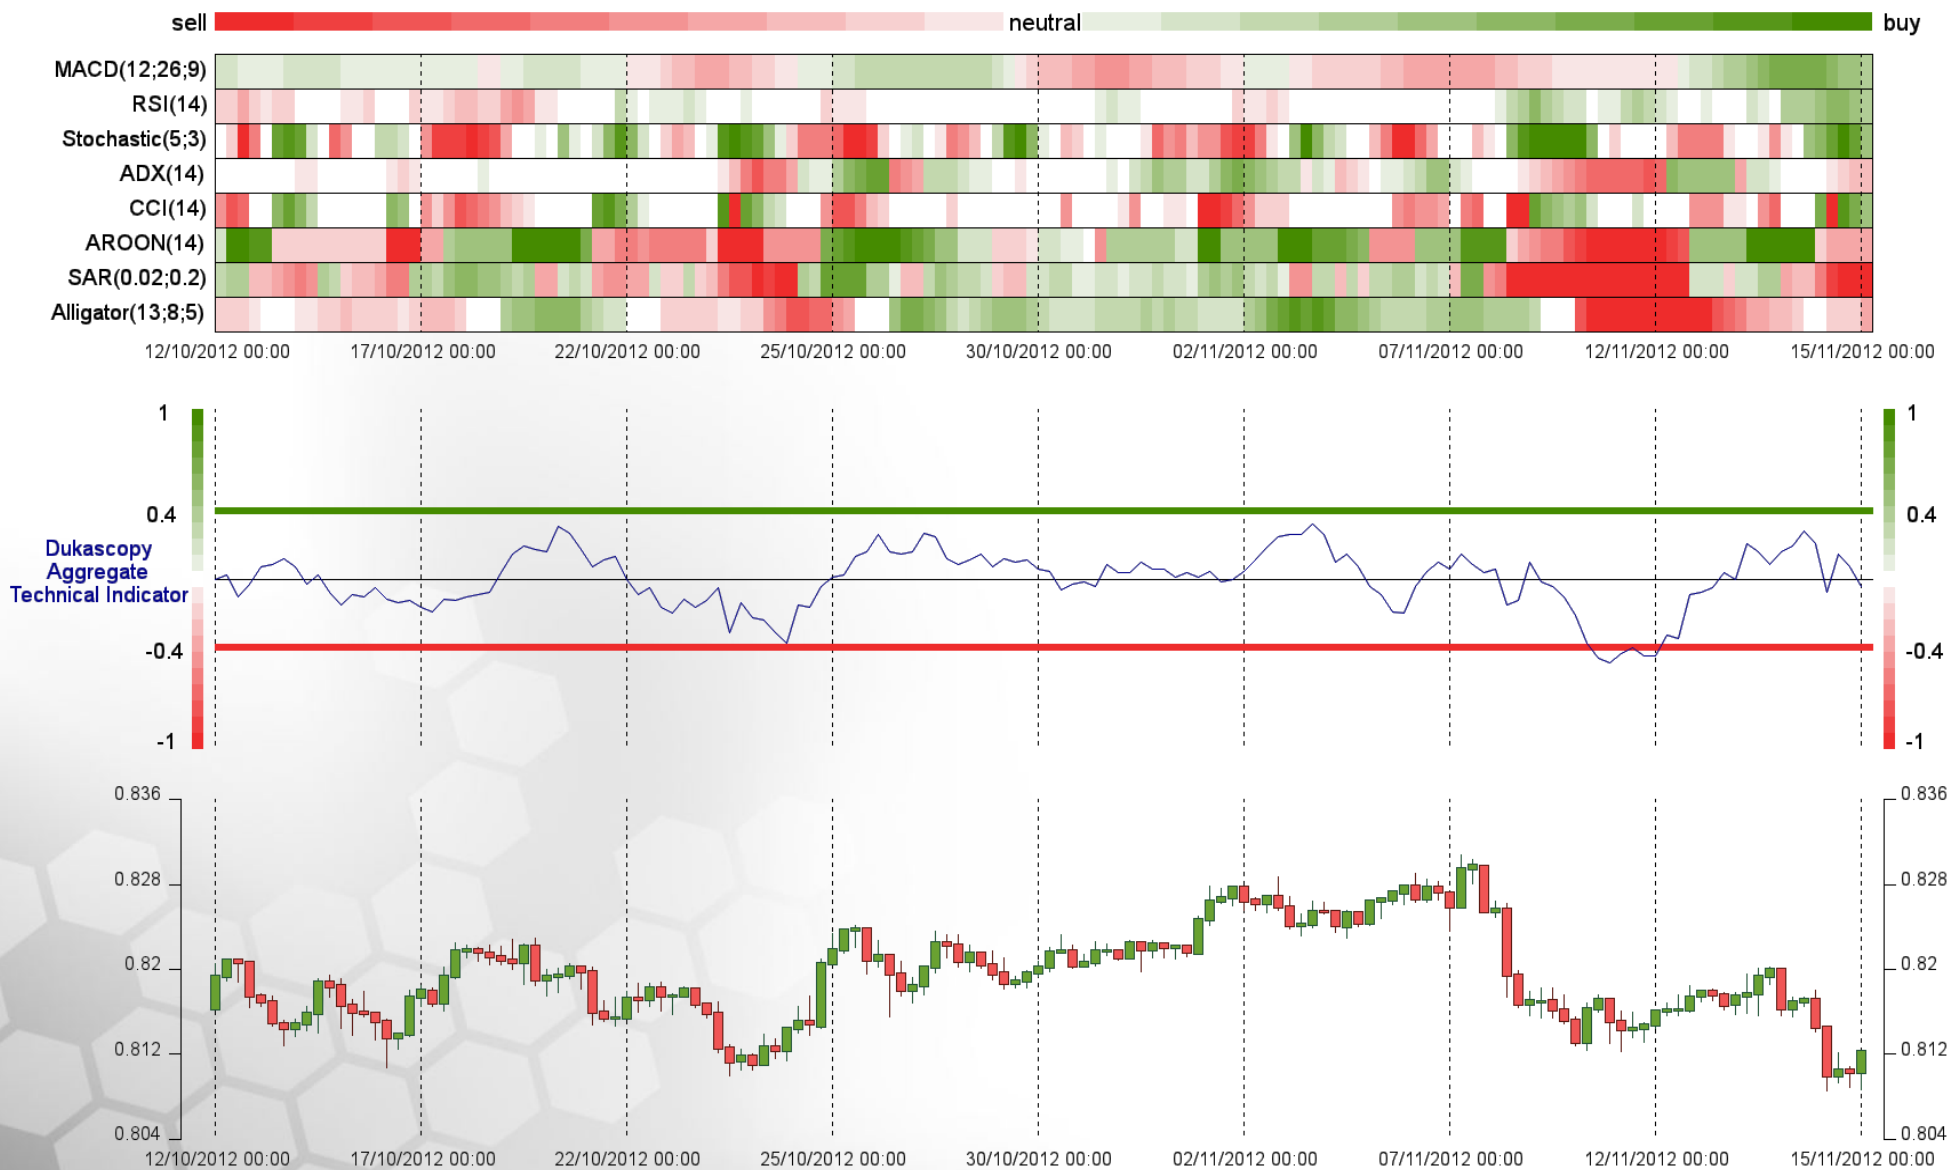 sell neutral buy
MACD(12;26;9)
RSI(14)
Stochastic(5;3)
ADX(14)
CCI(14)
AROON(14)
SAR(0.02;0.2)
Alligator(13;8;5)
12/10/2012 00:00 17/10/2012 00:00 22/10/2012 00:00 25/10/2012 00:00 30/10/2012 00:00 02/11/2012 00:00 07/11/2012 00:00 12/11/2012 00:00 15/11/2012 00:00
1 1
0.4 0.4
Dukascopy
Aggregate
Technical Indicator
-0.4 -0.4
-1 -1
0.836 0.836
0.828 0.828
0.82 0.82
0.812 0.812
0.804 0.804
12/10/2012 00:00 17/10/2012 00:00 22/10/2012 00:00 25/10/2012 00:00 30/10/2012 00:00 02/11/2012 00:00 07/11/2012 00:00 12/11/2012 00:00 15/11/2012 00:00